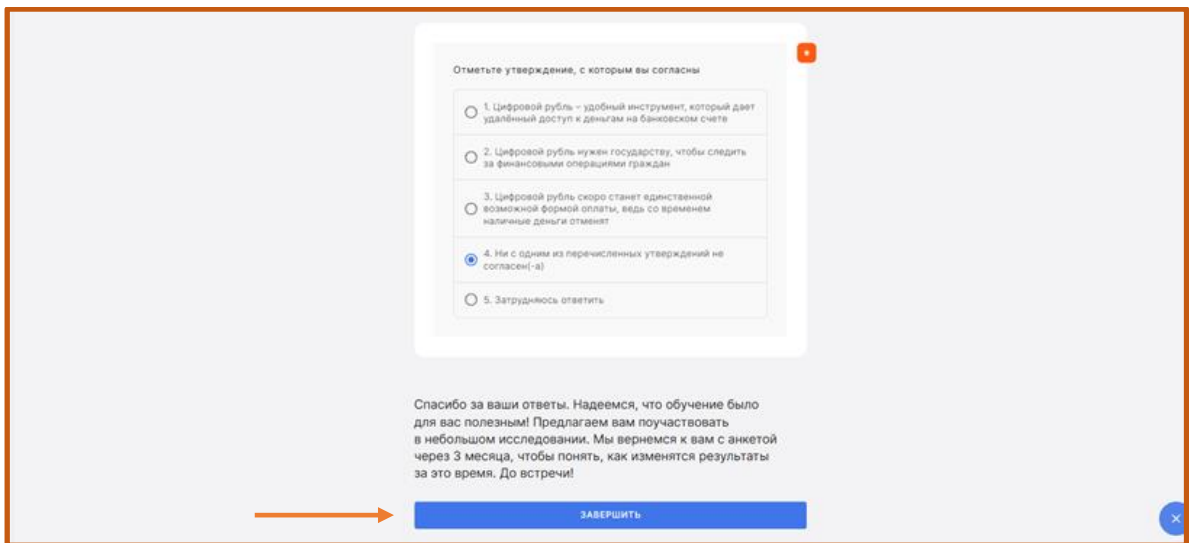 Отметьте утверждение, с которым вы согласны
1. Цифровой рубль – удобный инструмент, который дает
удалённый доступ к деньгам на банковском счете
2. Цифровой рубль нужен государству, чтобы следить
за финансовыми операциями граждан
3. Цифровой рубль скоро станет единственной
возможной формой оплаты, ведь со временем
наличные деньги отменят
4. Ни с одним из перечисленных утверждений не
согласен(-а)
5. Затрудняюсь ответить
Спасибо за ваши ответы. Надеемся, что обучение было
для вас полезным! Предлагаем вам поучаствовать
в небольшом исследовании. Мы вернемся к вам с анкетой
через 3 месяца, чтобы понять, как изменятся результаты
за это время. До встречи!
ЗАВЕРШИТЬ